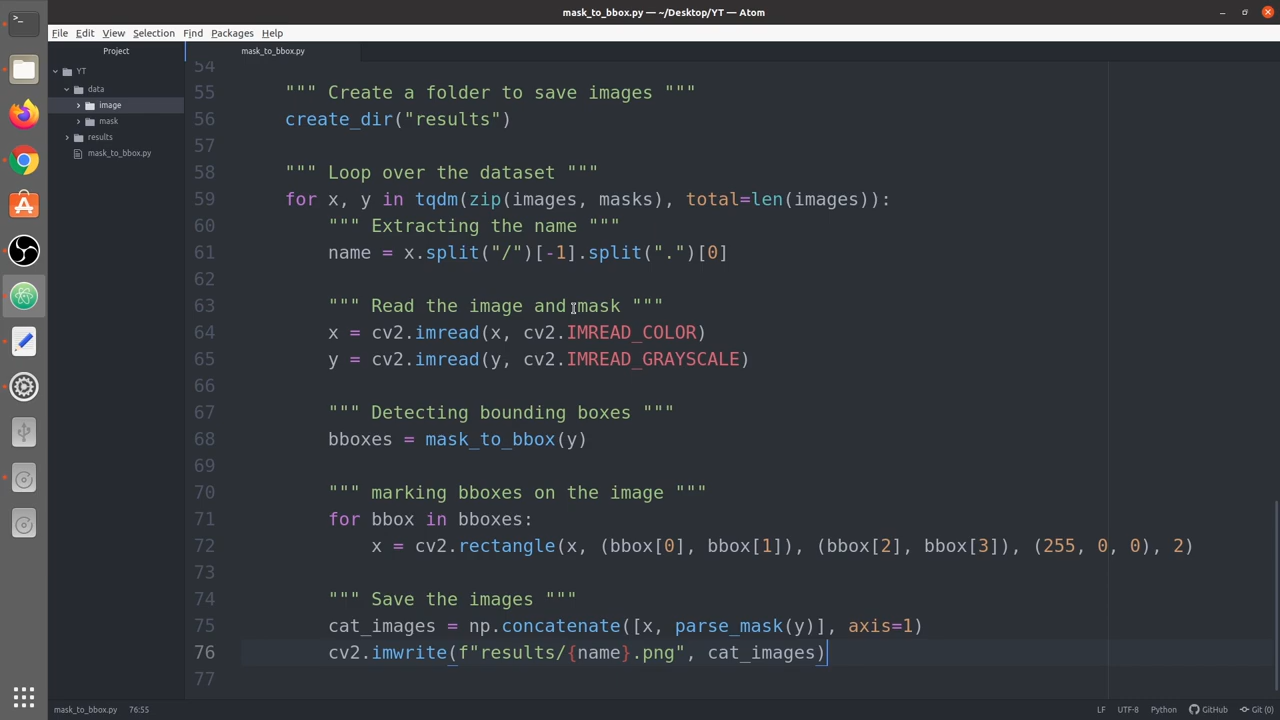 mask_to_bbox.py — ~/Desktop/YT — Atom
File Edit View Selection Find Packages Help
Project
mask_to_bbox.py
YT
data
image
mask
results
mask_to_bbox.py
54
55 """ Create a folder to save images """
56 create_dir("results")
57
58 """ Loop over the dataset """
59 for x, y in tqdm(zip(images, masks), total=len(images)):
60 """ Extracting the name """
61 name = x.split("/")[-1].split(".")[0]
62
63 """ Read the image and mask """
64 x = cv2.imread(x, cv2.IMREAD_COLOR)
65 y = cv2.imread(y, cv2.IMREAD_GRAYSCALE)
66
67 """ Detecting bounding boxes """
68 bboxes = mask_to_bbox(y)
69
70 """ marking bboxes on the image """
71 for bbox in bboxes:
72 x = cv2.rectangle(x, (bbox[0], bbox[1]), (bbox[2], bbox[3]), (255, 0, 0), 2)
73
74 """ Save the images """
75 cat_images = np.concatenate([x, parse_mask(y)], axis=1)
76 cv2.imwrite(f"results/{name}.png", cat_images)
77
mask_to_bbox.py 76:55 LF UTF-8 Python GitHub Git (0)